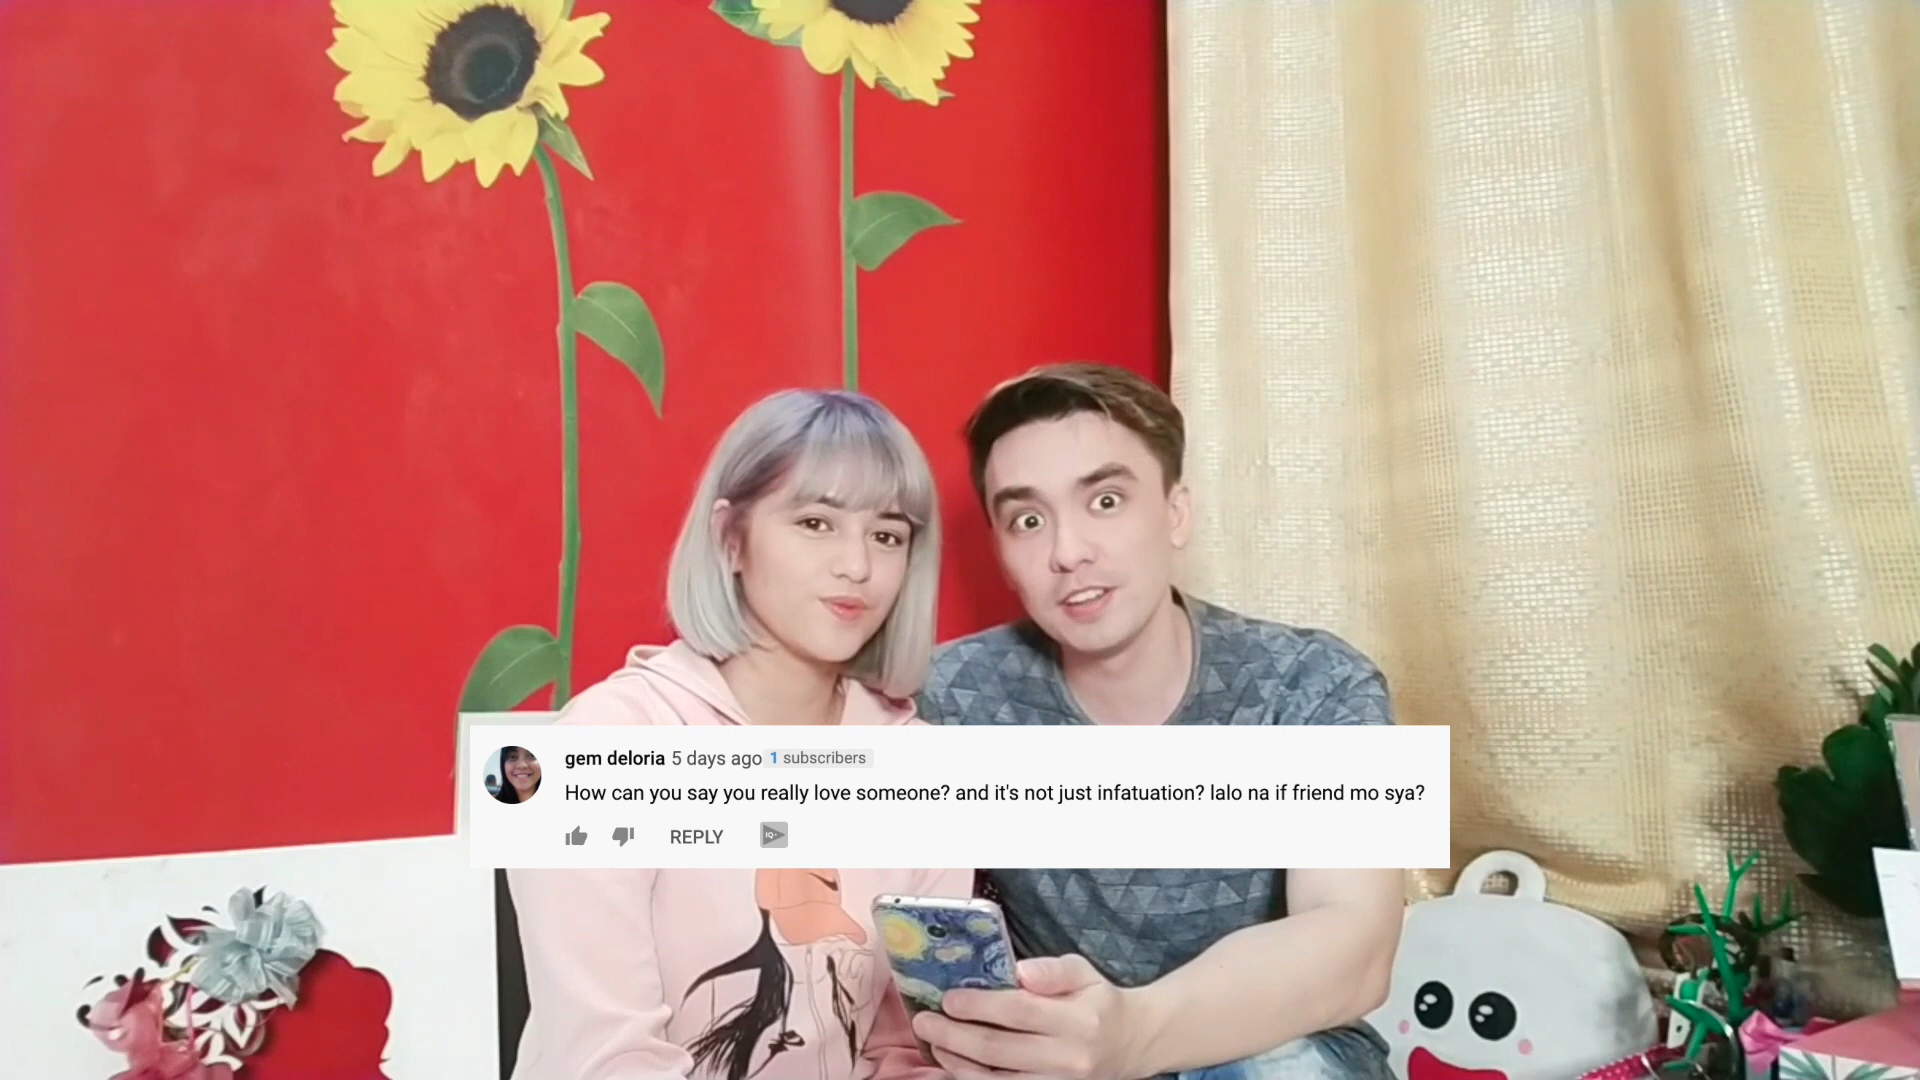 gem deloria 5 days ago 1 subscribers
How can you say you really love someone? and it's not just infatuation? lalo na if friend mo sya?
REPLY
IQ